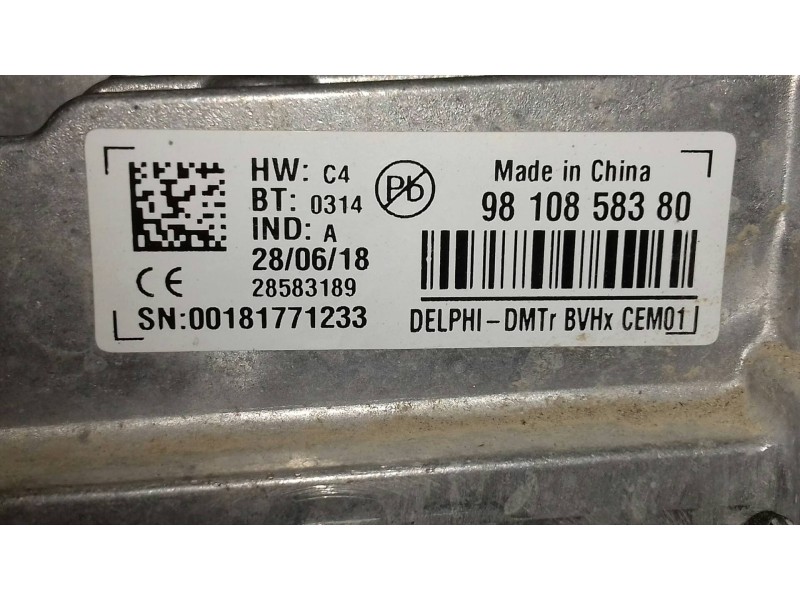 HW: C4
BT: 0314
IND: A
28/06/18
28583189
SN:00181771233
Pb
Made in China
98 108 583 80
DELPHI-DMTr BVHx CEM01
CE